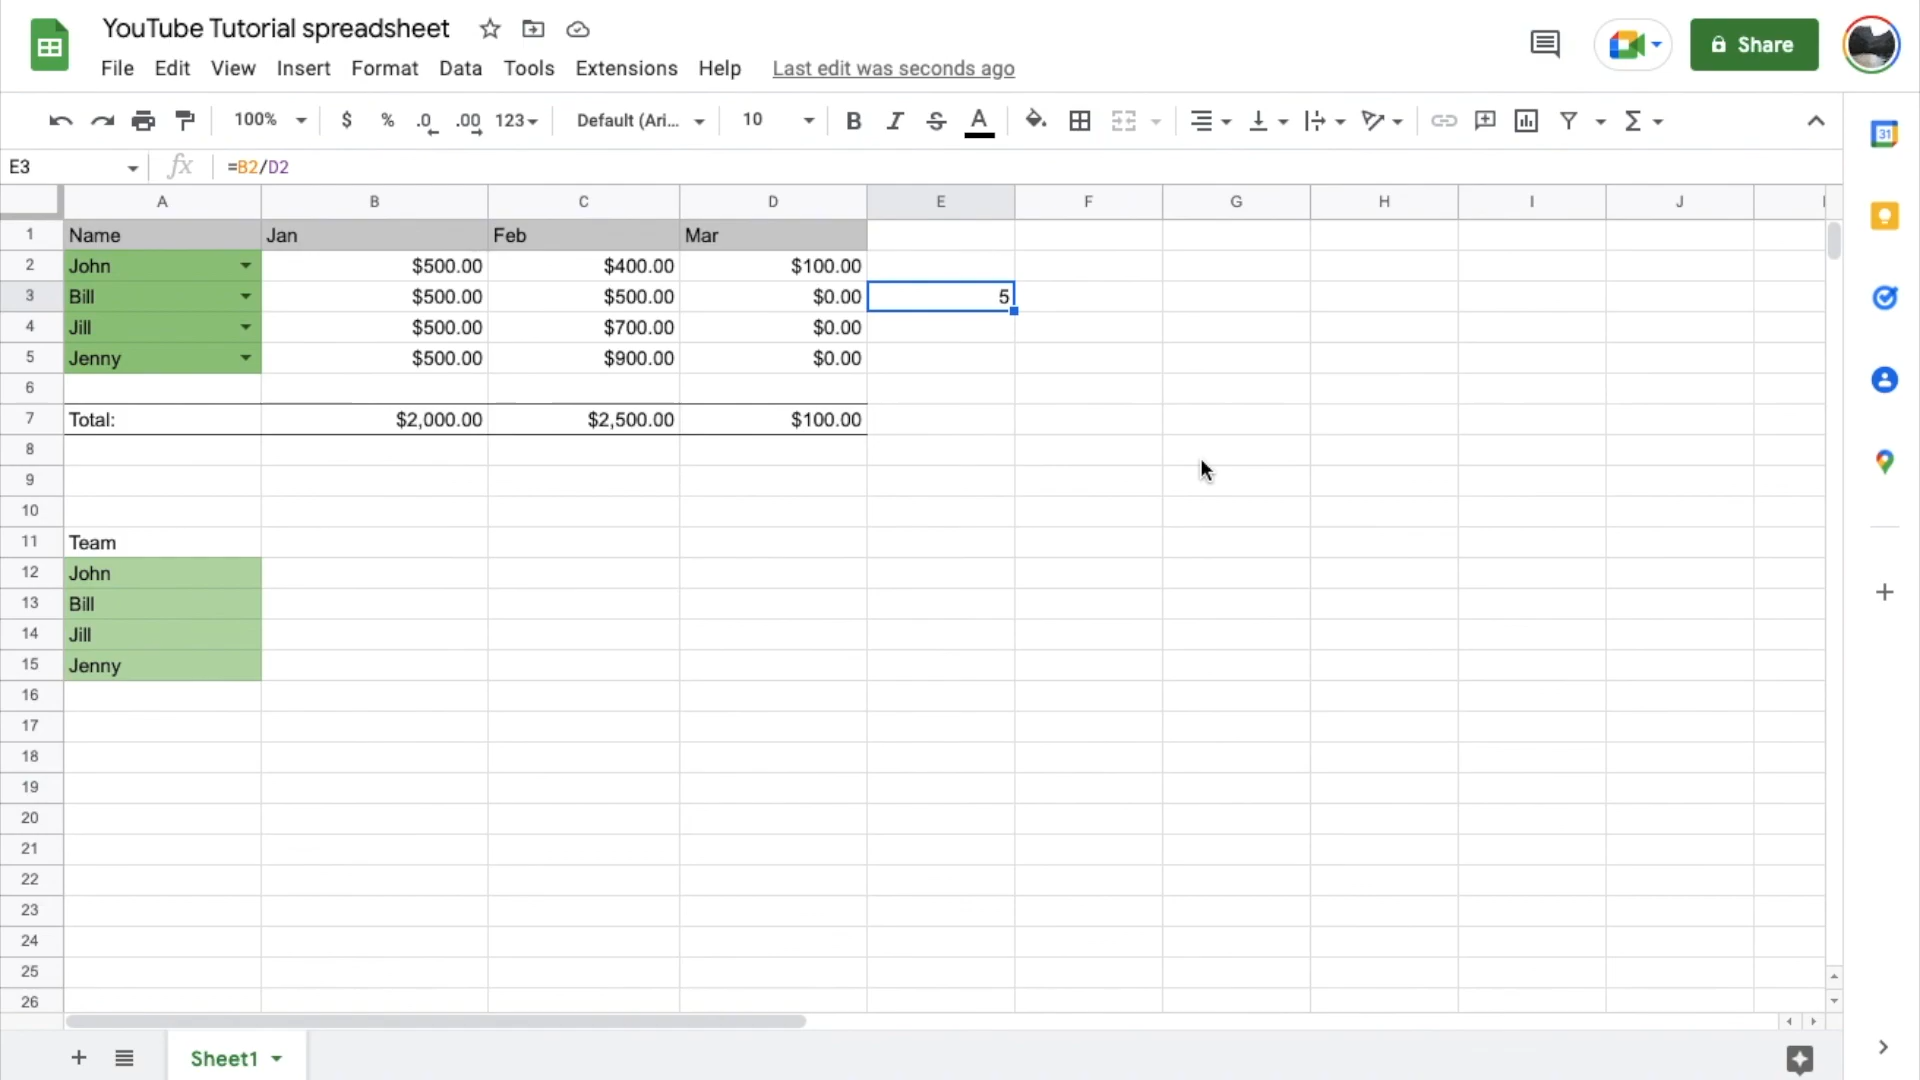 YouTube Tutorial spreadsheet
Share
File Edit View Insert Format Data Tools Extensions Help Last edit was seconds ago
100% $ % .0 .00 123 Default (Ari... 10 B I S A
31
E3 fx =B2/D2
A B C D E F G H I J
1 Name Jan Feb Mar
2 John $500.00 $400.00 $100.00
3 Bill $500.00 $500.00 $0.00 5
4 Jill $500.00 $700.00 $0.00
5 Jenny $500.00 $900.00 $0.00
6
7 Total: $2,000.00 $2,500.00 $100.00
8
9
10
11 Team
12 John
13 Bill
14 Jill
15 Jenny
16
17
18
19
20
21
22
23
24
25
26
Sheet1